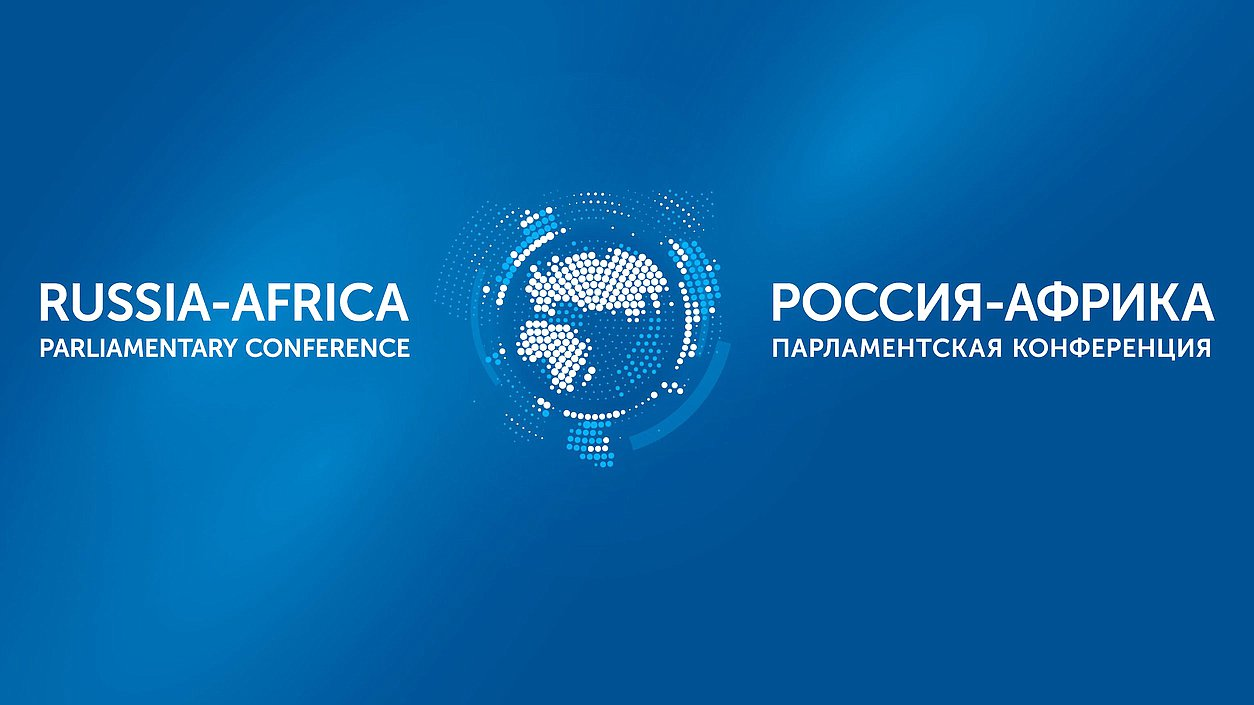 RUSSIA-AFRICA
PARLIAMENTARY CONFERENCE
РОССИЯ-АФРИКА
ПАРЛАМЕНТСКАЯ КОНФЕРЕНЦИЯ